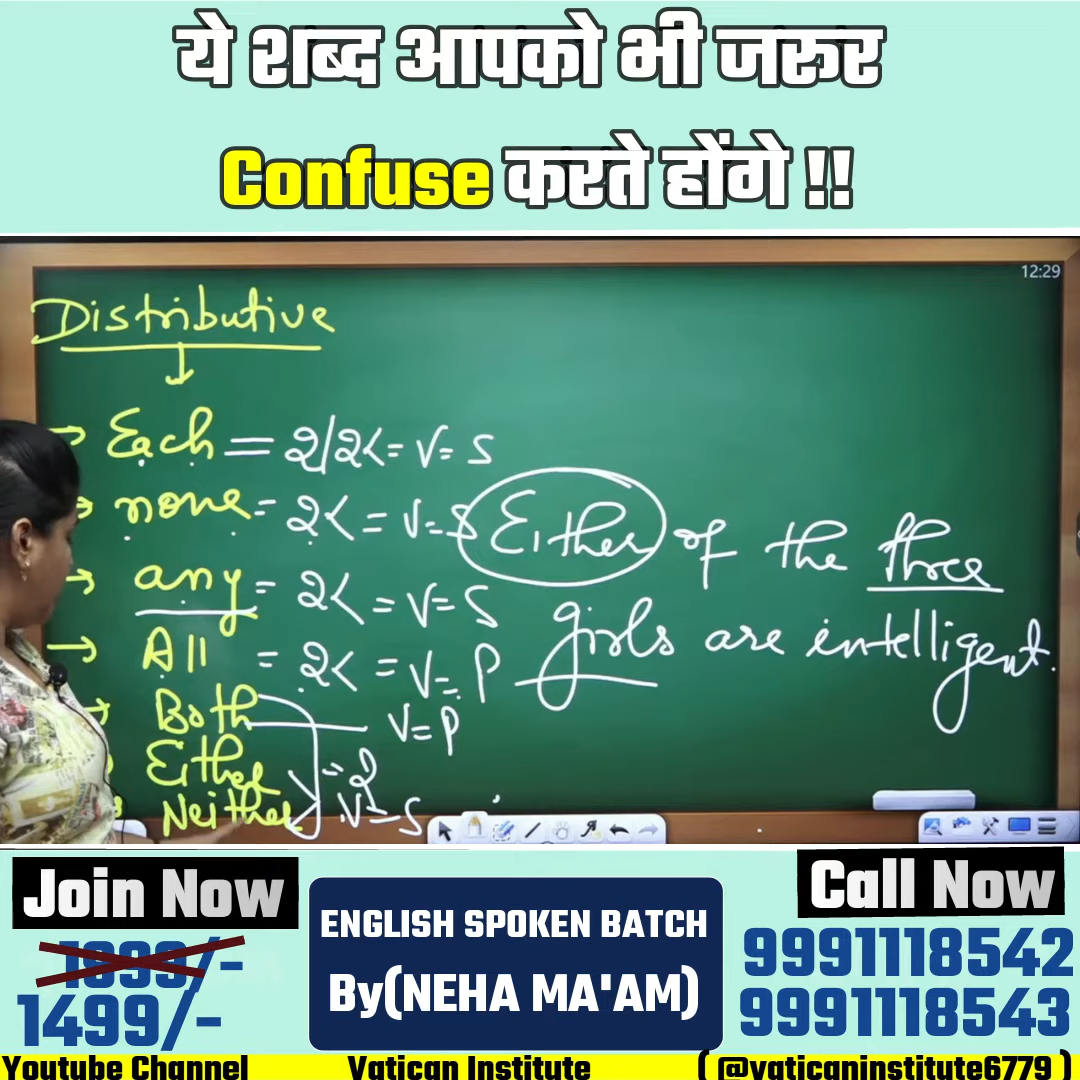 ये शब्द आपको भी जरूर
Confuse करते होंगे !!
12:29
Distributive
→ Each = 2/2< = V = S
→ none = 2< = V = S
→ any = 2< = V = S
→ All = 2< = V = P
→ Both V = P
Either = 2
Neither V = S
Either of the three
girls are intelligent.
Join Now
1999/-
1499/-
ENGLISH SPOKEN BATCH
By(NEHA MA'AM)
Call Now
9991118542
9991118543
Youtube Channel Vatican Institute ( @vaticaninstitute6779 )